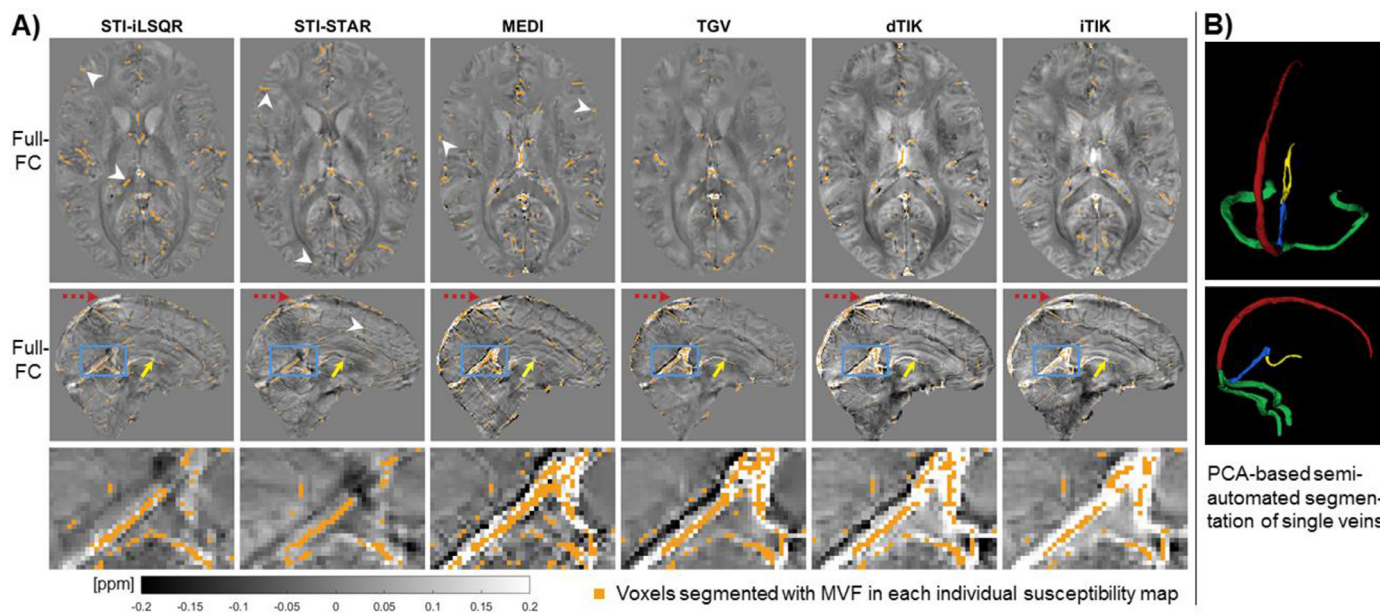 A)
STI-iLSQR STI-STAR MEDI TGV dTIK iTIK
Full-
FC
Full-
FC
[ppm]
-0.2 -0.15 -0.1 -0.05 0 0.05 0.1 0.15 0.2
Voxels segmented with MVF in each individual susceptibility map
B)
PCA-based semi-
automated segmen-
tation of single veins